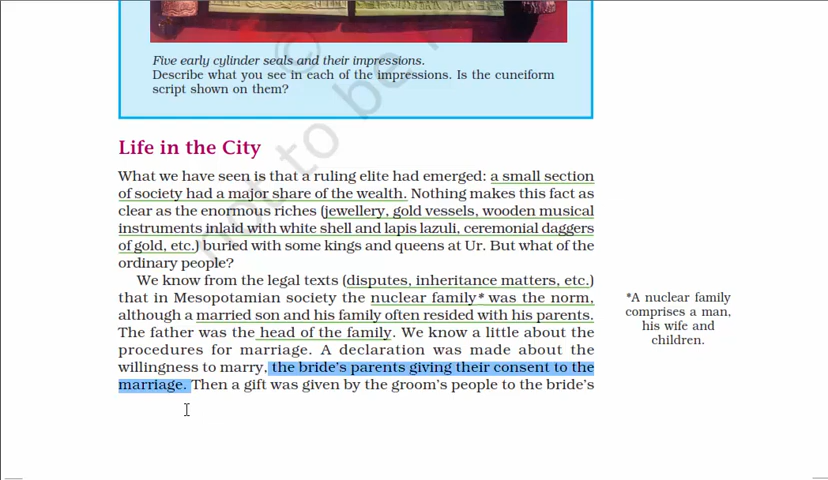 Five early cylinder seals and their impressions.
Describe what you see in each of the impressions. Is the cuneiform
script shown on them?
Life in the City
What we have seen is that a ruling elite had emerged: a small section
of society had a major share of the wealth. Nothing makes this fact as
clear as the enormous riches (jewellery, gold vessels, wooden musical
instruments inlaid with white shell and lapis lazuli, ceremonial daggers
of gold, etc.) buried with some kings and queens at Ur. But what of the
ordinary people?
We know from the legal texts (disputes, inheritance matters, etc.)
that in Mesopotamian society the nuclear family* was the norm,
although a married son and his family often resided with his parents.
The father was the head of the family. We know a little about the
procedures for marriage. A declaration was made about the
willingness to marry, the bride's parents giving their consent to the
marriage. Then a gift was given by the groom's people to the bride's
*A nuclear family
comprises a man,
his wife and
children.
©
not to be